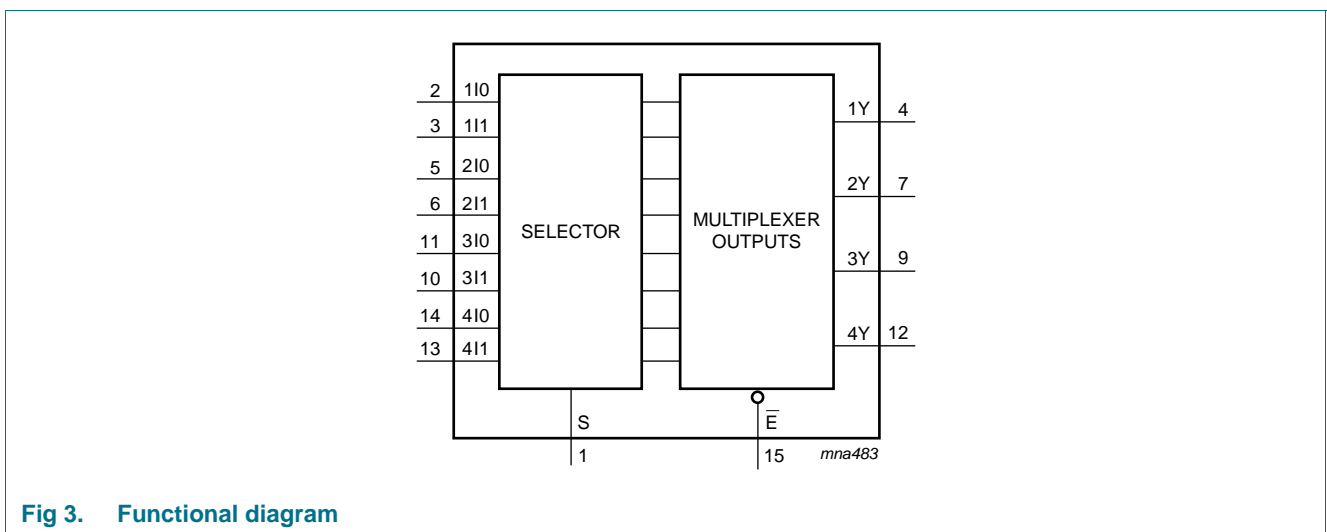 2 1I0
3 1I1
5 2I0
6 2I1
11 3I0
10 3I1
14 4I0
13 4I1
SELECTOR
MULTIPLEXER
OUTPUTS
1Y 4
2Y 7
3Y 9
4Y 12
S
1
E̅
15
mna483
Fig 3. Functional diagram